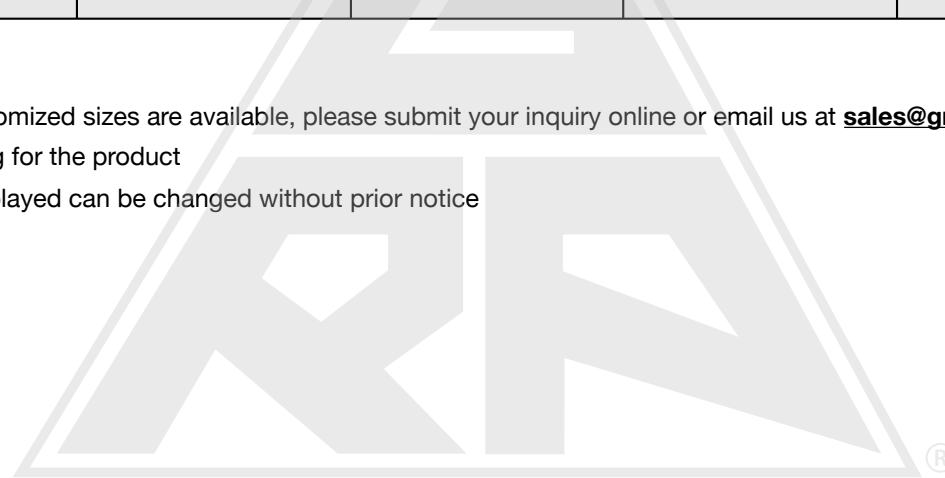 omized sizes are available, please submit your inquiry online or email us at sales@gr
g for the product
layed can be changed without prior notice
RA
®